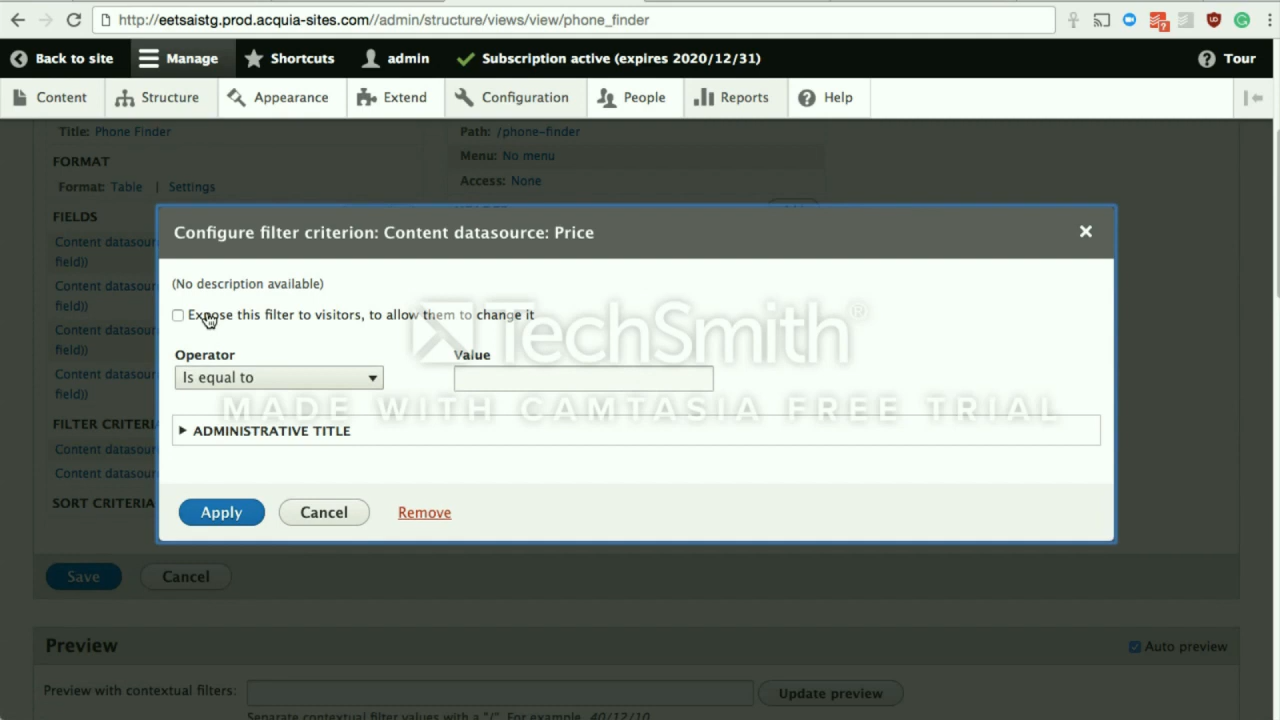 http://eetsaistg.prod.acquia-sites.com//admin/structure/views/view/phone_finder
Back to site Manage Shortcuts admin Subscription active (expires 2020/12/31) Tour
Content Structure Appearance Extend Configuration People Reports Help
Title: Phone Finder
Path: /phone-finder
FORMAT
Menu: No menu
Format: Table | Settings
Access: None
FIELDS
Configure filter criterion: Content datasource: Price
Content datasour
field))
(No description available)
Content datasour
field))
Expose this filter to visitors, to allow them to change it
TechSmith®
Content datasour
field))
Operator Value
Is equal to
Content datasour
field))
MADE WITH CAMTASIA FREE TRIAL
FILTER CRITERIA
ADMINISTRATIVE TITLE
Content datasour
Content datasour
SORT CRITERIA
Apply Cancel Remove
Save Cancel
Preview
Auto preview
Preview with contextual filters: Update preview
Separate contextual filter values with a "/". For example, 40/12/10